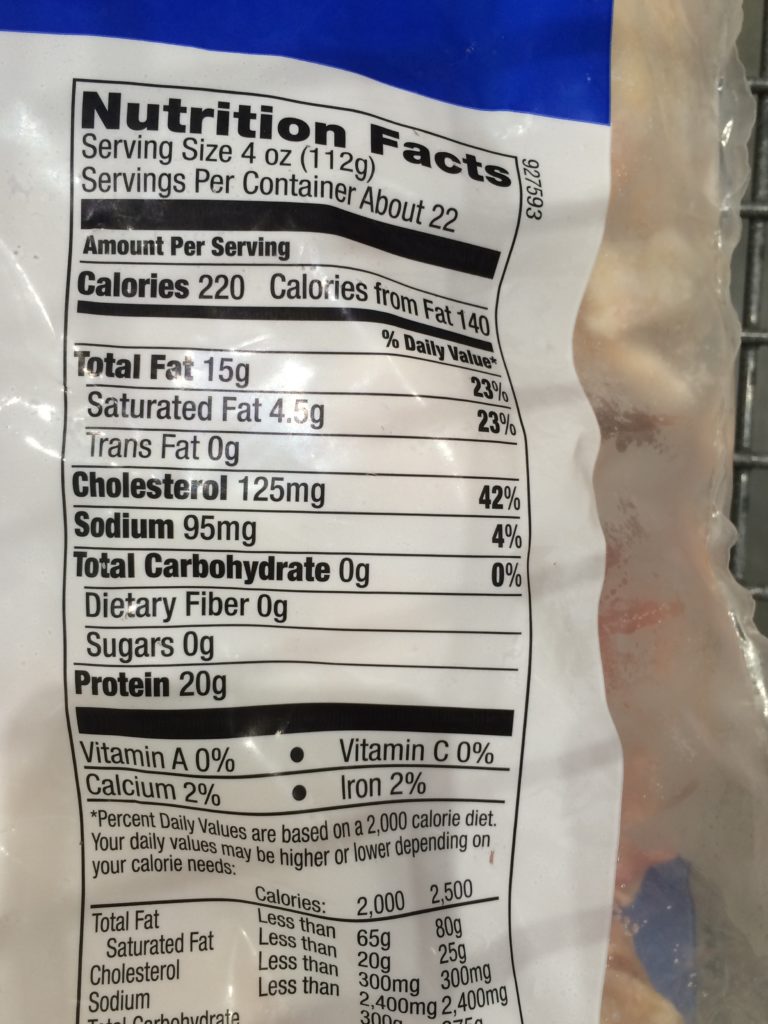 Nutrition Facts
927593
Serving Size 4 oz (112g)
Servings Per Container About 22
Amount Per Serving
Calories 220 Calories from Fat 140
% Daily Value*
Total Fat 15g 23%
Saturated Fat 4.5g 23%
Trans Fat 0g
Cholesterol 125mg 42%
Sodium 95mg 4%
Total Carbohydrate 0g 0%
Dietary Fiber 0g
Sugars 0g
Protein 20g
Vitamin A 0% • Vitamin C 0%
Calcium 2% • Iron 2%
*Percent Daily Values are based on a 2,000 calorie diet.
Your daily values may be higher or lower depending on
your calorie needs:
Calories: 2,000 2,500
Total Fat Less than 65g 80g
Saturated Fat Less than 20g 25g
Cholesterol Less than 300mg 300mg
Sodium Less than 2,400mg 2,400mg
Total Carbohydrate 300g 375g